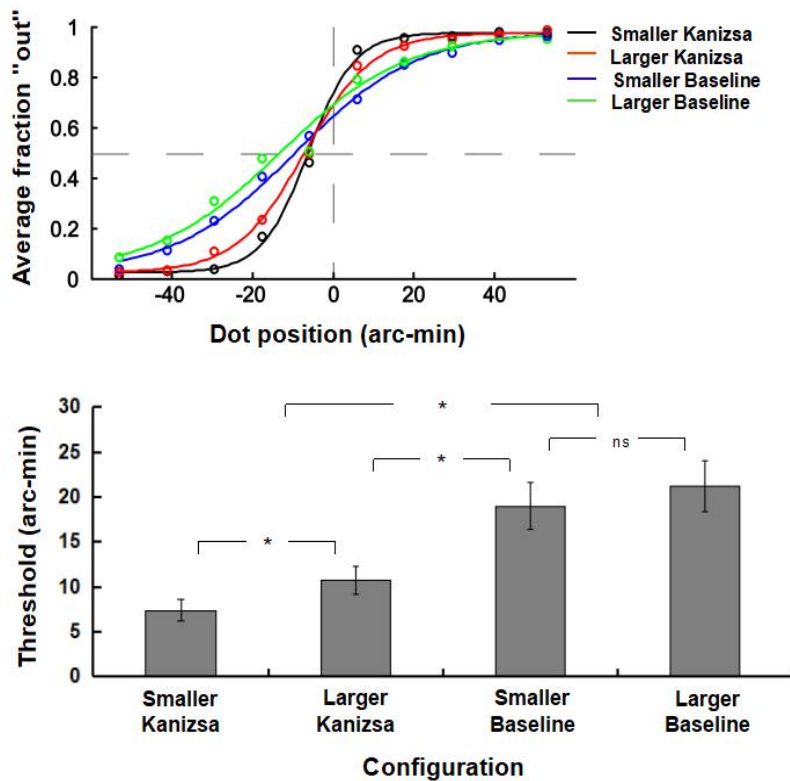 1
0.8
0.6
0.4
0.2
0
Average fraction "out"
-40 -20 0 20 40
Dot position (arc-min)
Smaller Kanizsa
Larger Kanizsa
Smaller Baseline
Larger Baseline
30
25
20
15
10
5
0
Threshold (arc-min)
*
* ns
*
Smaller Kanizsa
Larger Kanizsa
Smaller Baseline
Larger Baseline
Configuration